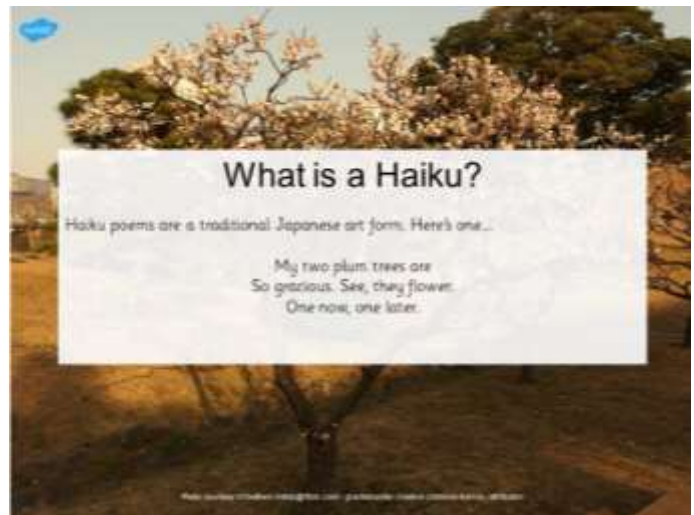 What is a Haiku?
Haiku poems are a traditional Japanese art form. Here's one...
My two plum trees are
So gracious. See, they flower.
One now, one later.